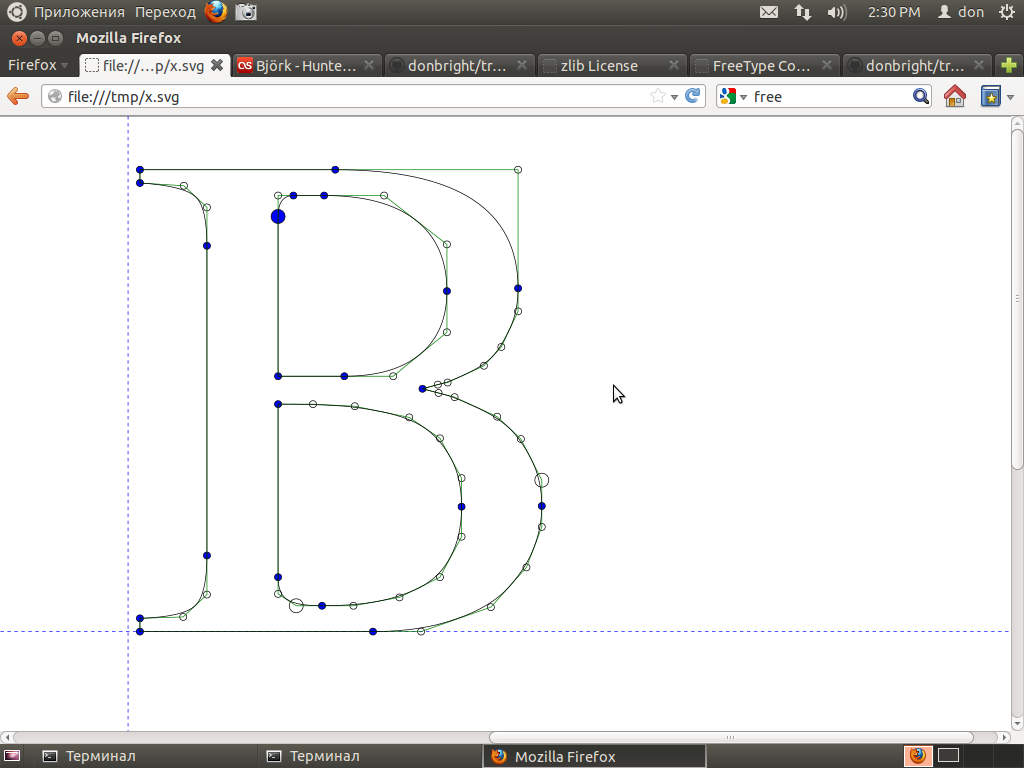 Приложения Переход 2:30 PM don
Mozilla Firefox
Firefox file://...p/x.svg Björk - Hunte... donbright/tr... zlib License FreeType Co... donbright/tr...
file:///tmp/x.svg free
B
Терминал Терминал Mozilla Firefox